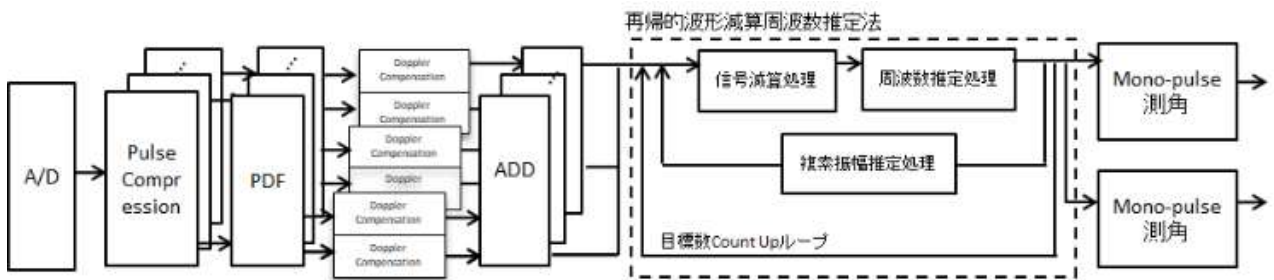 再帰的波形減算周波数推定法
A/D
Pulse
Compr
ession
PDF
Doppler
Compensation
Doppler
Compensation
Doppler
Compensation
Doppler
Doppler
Compensation
Doppler
Compensation
ADD
信号減算処理
周波数推定処理
複素振幅推定処理
目標数Count Upループ
Mono-pulse
測角
Mono-pulse
測角